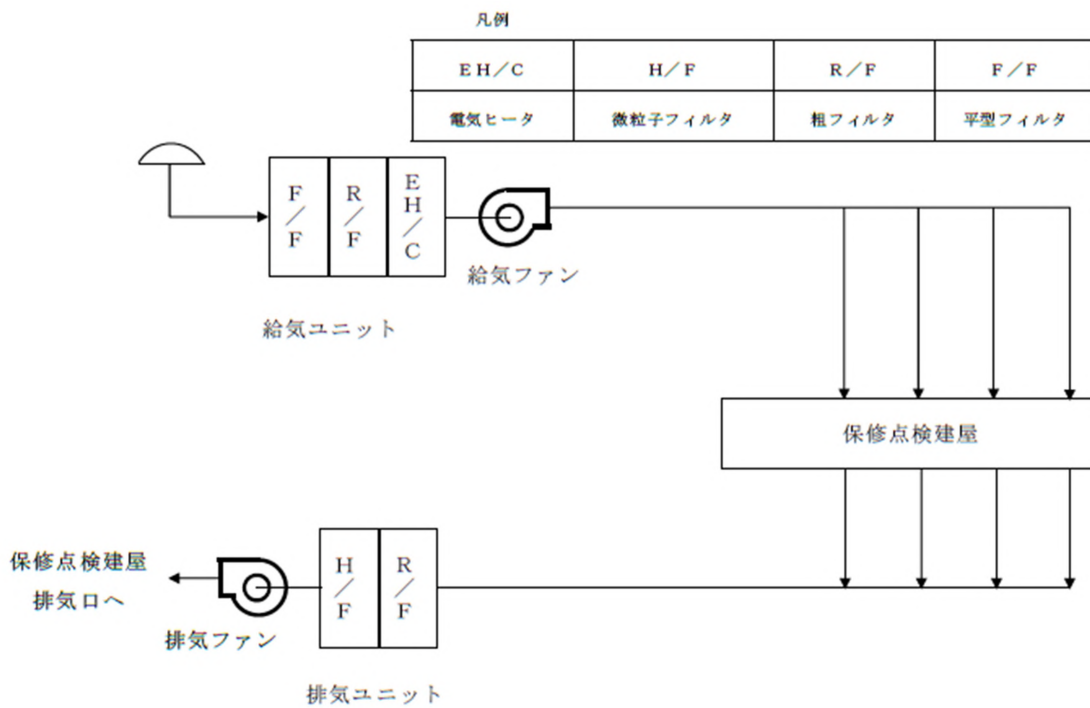 凡例
EH/C H/F R/F F/F
電気ヒータ 微粒子フィルタ 粗フィルタ 平型フィルタ
F/F R/F EH/C
給気ファン
給気ユニット
保修点検建屋
保修点検建屋
排気口へ
H/F R/F
排気ファン
排気ユニット